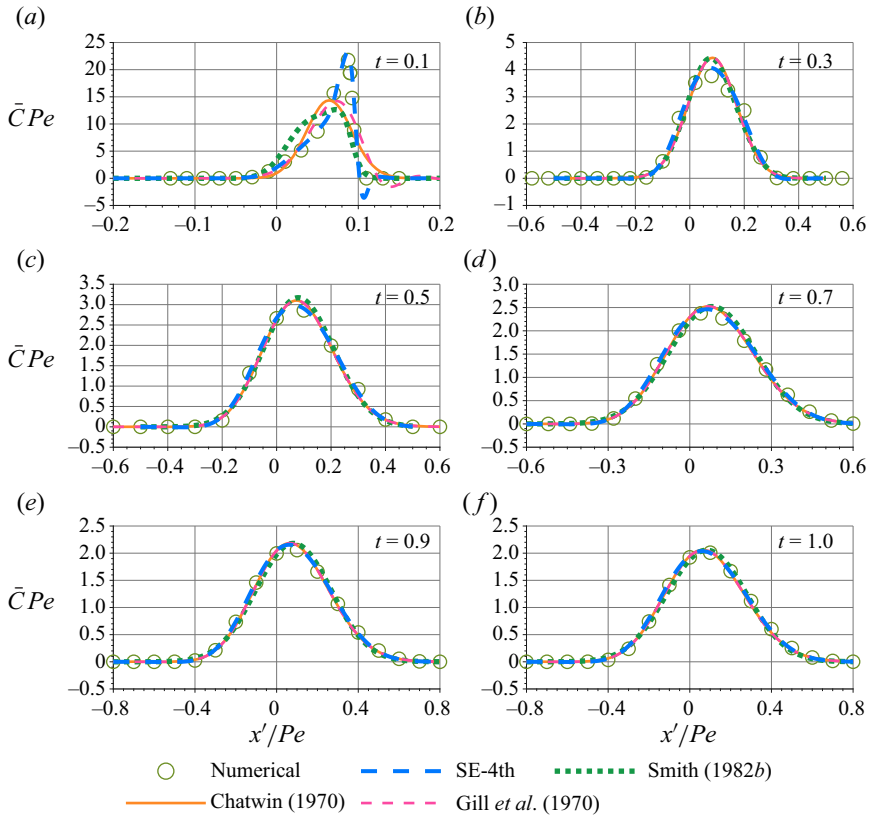 (a) (b)
25 20 15 10 5 0 –5
C̄ Pe
t = 0.1
–0.2 –0.1 0 0.1 0.2
5 4 3 2 1 0 –1
t = 0.3
–0.6 –0.4 –0.2 0 0.2 0.4 0.6
(c) (d)
3.5 3.0 2.5 2.0 1.5 1.0 0.5 0 –0.5
C̄ Pe
t = 0.5
–0.6 –0.4 –0.2 0 0.2 0.4 0.6
3.0 2.5 2.0 1.5 1.0 0.5 0 –0.5
t = 0.7
–0.6 –0.3 0 0.3 0.6
(e) (f)
2.5 2.0 1.5 1.0 0.5 0 –0.5
C̄ Pe
t = 0.9
–0.8 –0.4 0 0.4 0.8
x′/Pe
2.5 2.0 1.5 1.0 0.5 0 –0.5
t = 1.0
–0.8 –0.4 0 0.4 0.8
x′/Pe
Numerical SE-4th Smith (1982b)
Chatwin (1970) Gill et al. (1970)